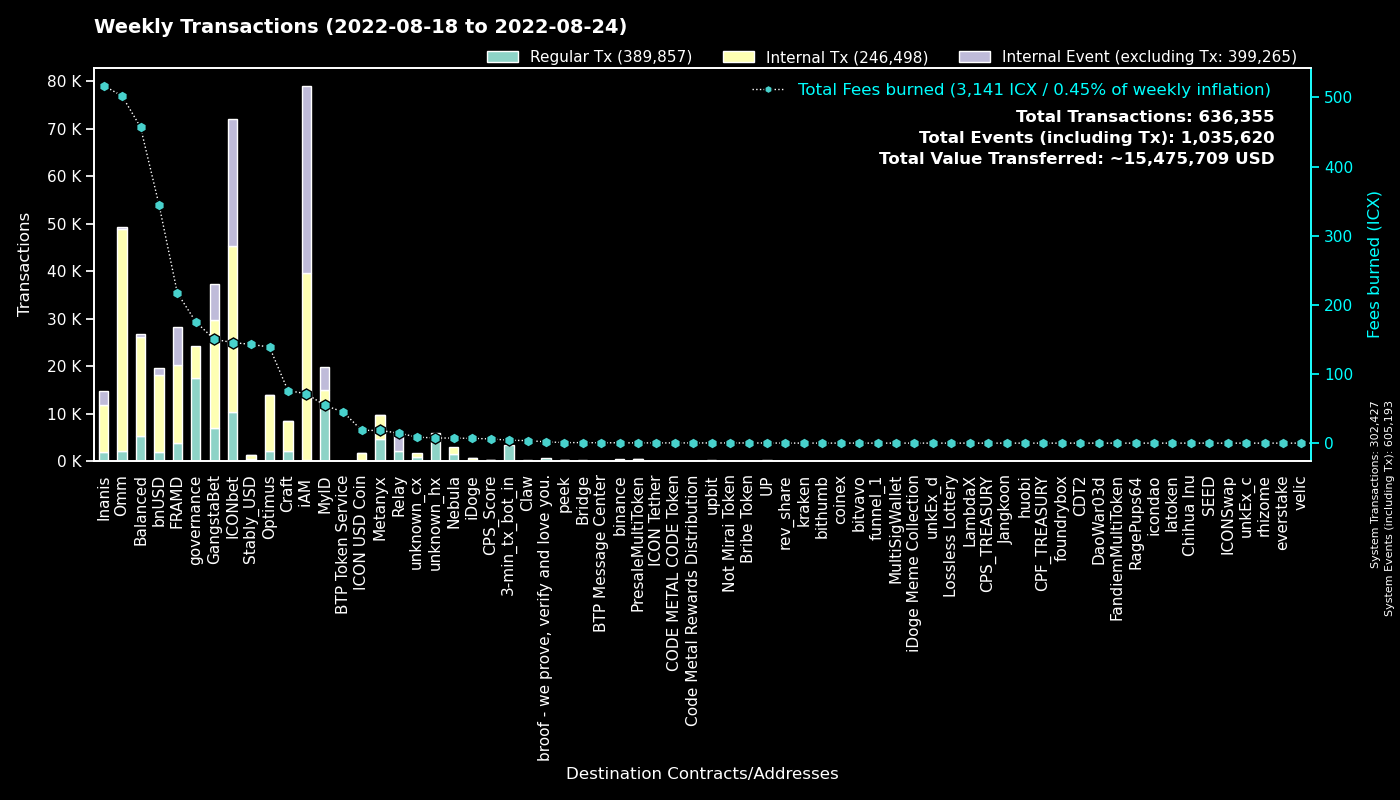 Weekly Transactions (2022-08-18 to 2022-08-24)
Regular Tx (389,857)
Internal Tx (246,498)
Internal Event (excluding Tx: 399,265)
Total Fees burned (3,141 ICX / 0.45% of weekly inflation)
Total Transactions: 636,355
Total Events (including Tx): 1,035,620
Total Value Transferred: ~15,475,709 USD
Transactions
80 K
70 K
60 K
50 K
40 K
30 K
20 K
10 K
0 K
500
400
300
200
100
0
Fees burned (ICX)
System Transactions: 302,427
System Events (including Tx): 605,193
Inanis
Omm
Balanced
bnUSD
FRAMD
governance
GangstaBet
ICONbet
Stably_USD
Optimus
Craft
iAM
MyID
BTP Token Service
ICON USD Coin
Metanyx
Relay
unknown_cx
unknown_hx
Nebula
iDoge
CPS_Score
3-min_tx_bot_in
Claw
broof - we prove, verify and love you.
peek
Bridge
BTP Message Center
binance
PresaleMultiToken
ICON Tether
CODE METAL CODE Token
Code Metal Rewards Distribution
upbit
Not Mirai Token
Bribe Token
UP
rev_share
kraken
bithumb
coinex
bitvavo
funnel_1
MultiSigWallet
iDoge Meme Collection
unkEx_d
Lossless Lottery
LambdaX
CPS_TREASURY
Jangkoon
huobi
CPF_TREASURY
foundrybox
CDT2
DaoWar03d
FandiemMultiToken
RagePups64
icondao
latoken
Chihua Inu
SEED
ICONSwap
unkEx_c
rhizome
everstake
velic
Destination Contracts/Addresses